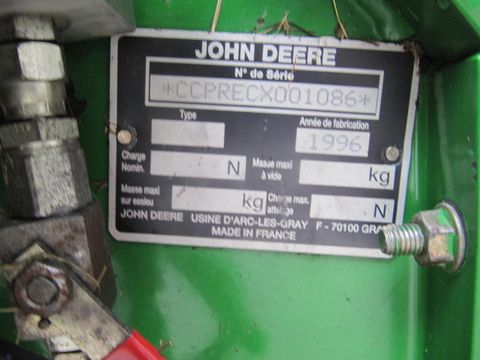 JOHN DEERE
N° de Série
*CCPRECX001086*
Type
Année de fabrication
1996
Charge Nomin. N
Masse maxi à vide kg
Masse maxi sur essieu kg
Charge max. attelage N
JOHN DEERE USINE D'ARC-LES-GRAY F - 70100 GRA
MADE IN FRANCE